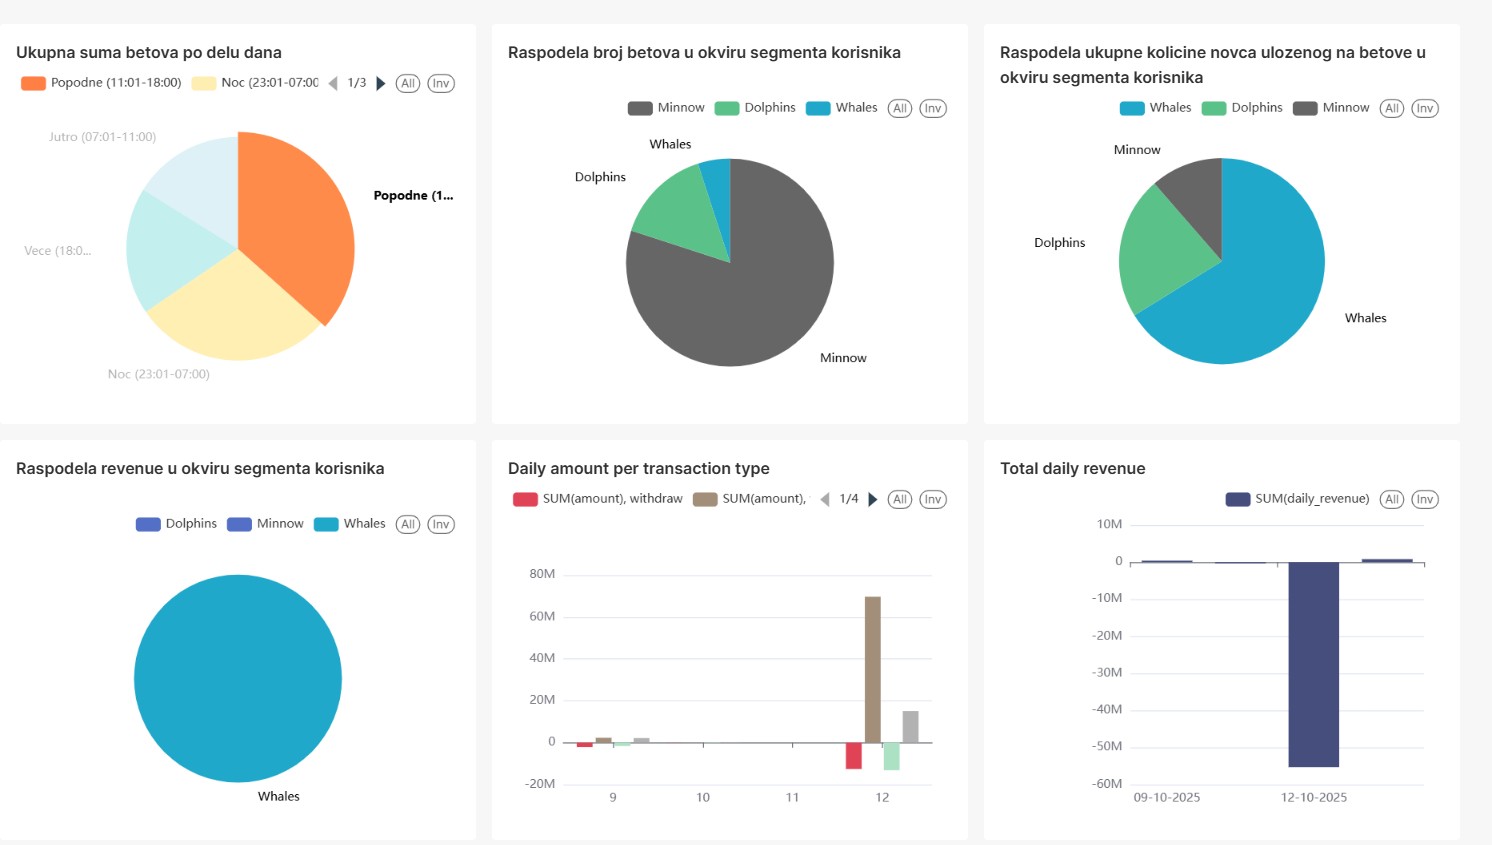 Ukupna suma betova po delu dana
Popodne (11:01-18:00) Noc (23:01-07:00 1/3 All Inv
Jutro (07:01-11:00)
Popodne (1...
Vece (18:0...
Noc (23:01-07:00)
Raspodela broj betova u okviru segmenta korisnika
Minnow Dolphins Whales All Inv
Whales
Dolphins
Minnow
Raspodela ukupne kolicine novca ulozenog na betove u
okviru segmenta korisnika
Whales Dolphins Minnow All Inv
Minnow
Dolphins
Whales
Raspodela revenue u okviru segmenta korisnika
Dolphins Minnow Whales All Inv
Whales
Daily amount per transaction type
SUM(amount), withdraw SUM(amount), 1/4 All Inv
80M
60M
40M
20M
0
-20M
9 10 11 12
Total daily revenue
SUM(daily_revenue) All Inv
10M
0
-10M
-20M
-30M
-40M
-50M
-60M
09-10-2025 12-10-2025